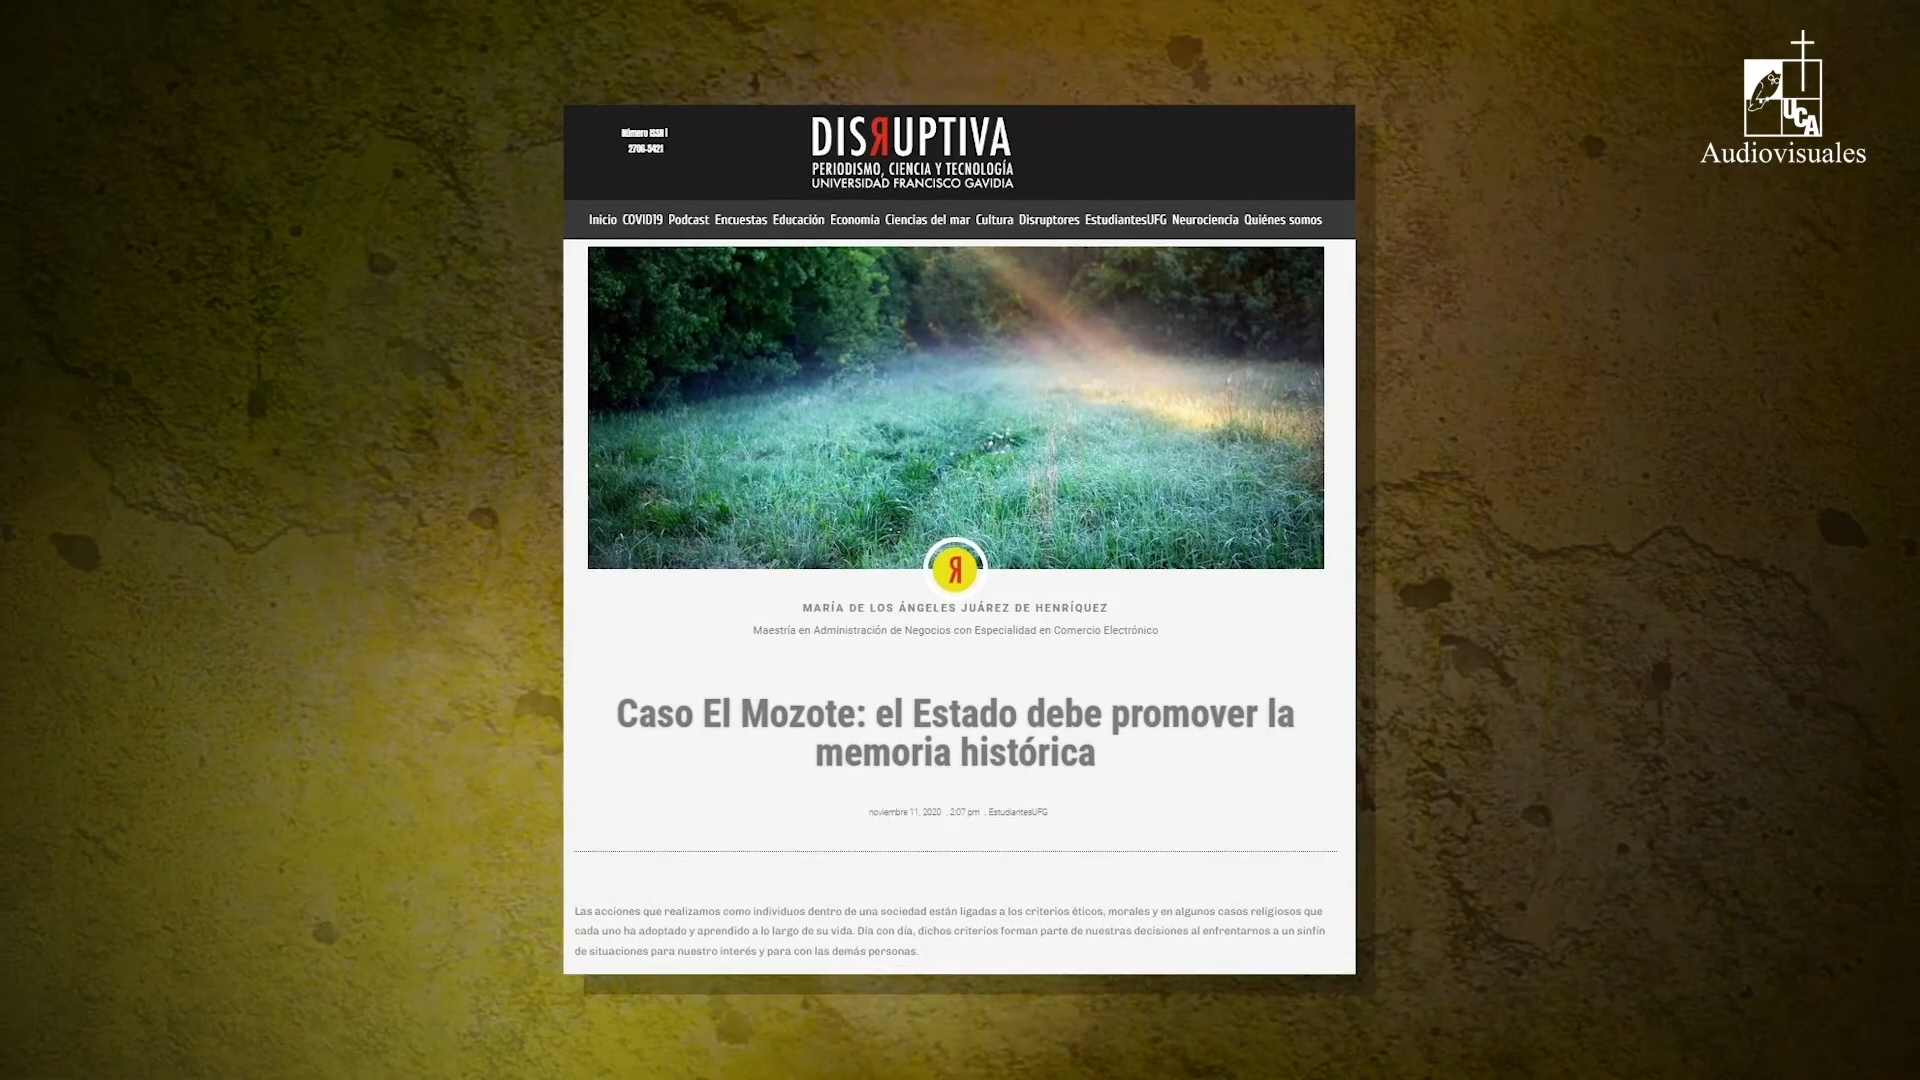 Número ISSN |
2706-5421
DISRUPTIVA
PERIODISMO, CIENCIA Y TECNOLOGÍA
UNIVERSIDAD FRANCISCO GAVIDIA
UCA
Audiovisuales
Inicio COVID19 Podcast Encuestas Educación Economía Ciencias del mar Cultura Disruptores EstudiantesUFG Neurociencia Quiénes somos
R
MARÍA DE LOS ÁNGELES JUÁREZ DE HENRÍQUEZ
Maestría en Administración de Negocios con Especialidad en Comercio Electrónico
Caso El Mozote: el Estado debe promover la
memoria histórica
noviembre 11, 2020 , 2:07 pm , EstudiantesUFG
Las acciones que realizamos como individuos dentro de una sociedad están ligadas a los criterios éticos, morales y en algunos casos religiosos que
cada uno ha adoptado y aprendido a lo largo de su vida. Día con día, dichos criterios forman parte de nuestras decisiones al enfrentarnos a un sinfín
de situaciones para nuestro interés y para con las demás personas.